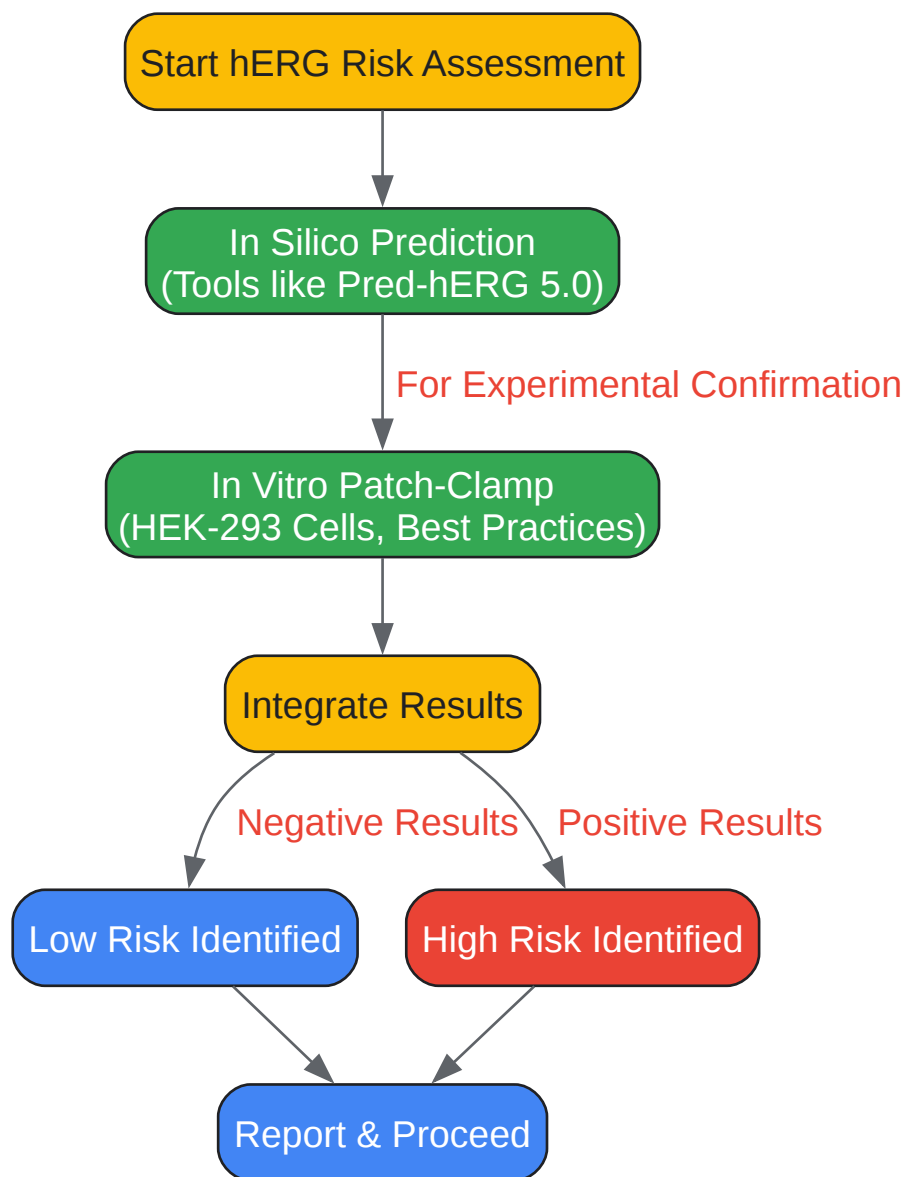 Start hERG Risk Assessment
In Silico Prediction
(Tools like Pred-hERG 5.0)
For Experimental Confirmation
In Vitro Patch-Clamp
(HEK-293 Cells, Best Practices)
Integrate Results
Negative Results
Positive Results
Low Risk Identified
High Risk Identified
Report & Proceed